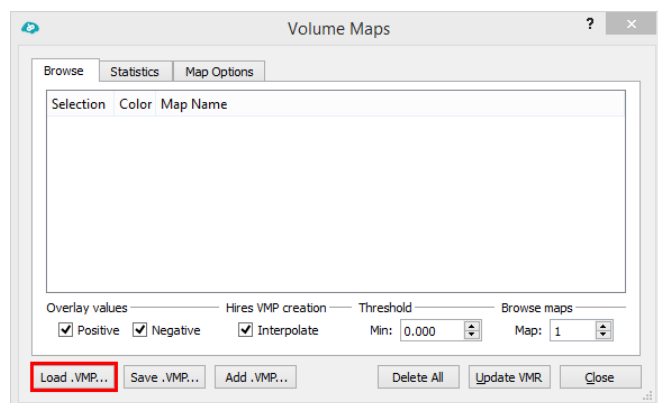 Volume Maps ?
Browse Statistics Map Options
Selection Color Map Name
Overlay values Hires VMP creation Threshold Browse maps
Positive Negative Interpolate Min: 0.000 Map: 1
Load .VMP... Save .VMP... Add .VMP... Delete All Update VMR Close